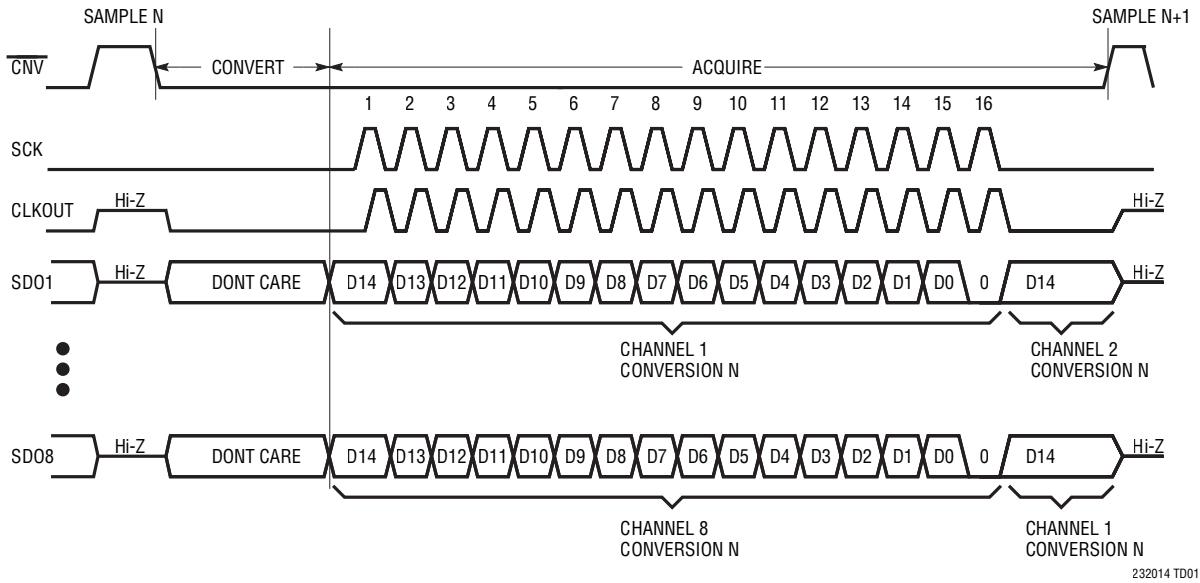 SAMPLE N SAMPLE N+1
CNV CONVERT ACQUIRE
1 2 3 4 5 6 7 8 9 10 11 12 13 14 15 16
SCK
CLKOUT Hi-Z Hi-Z
SDO1 Hi-Z DONT CARE D14 D13 D12 D11 D10 D9 D8 D7 D6 D5 D4 D3 D2 D1 D0 0 D14 Hi-Z
CHANNEL 1 CHANNEL 2
CONVERSION N CONVERSION N
SDO8 Hi-Z DONT CARE D14 D13 D12 D11 D10 D9 D8 D7 D6 D5 D4 D3 D2 D1 D0 0 D14 Hi-Z
CHANNEL 8 CHANNEL 1
CONVERSION N CONVERSION N
232014 TD01